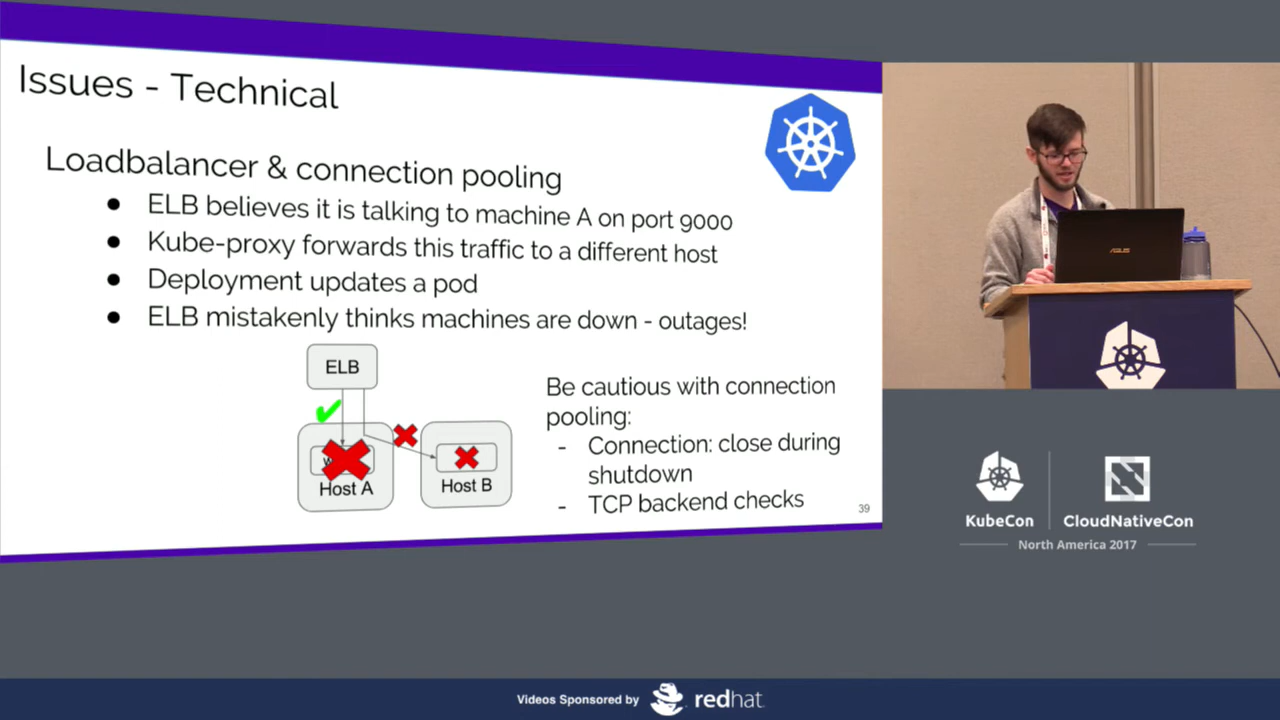 Issues - Technical
Loadbalancer & connection pooling
● ELB believes it is talking to machine A on port 9000
● Kube-proxy forwards this traffic to a different host
● Deployment updates a pod
● ELB mistakenly thinks machines are down - outages!
ELB
Host A
Host B
Be cautious with connection
pooling:
- Connection: close during
shutdown
- TCP backend checks
39
ASUS
KubeCon
CloudNativeCon
North America 2017
Videos Sponsored by
redhat.